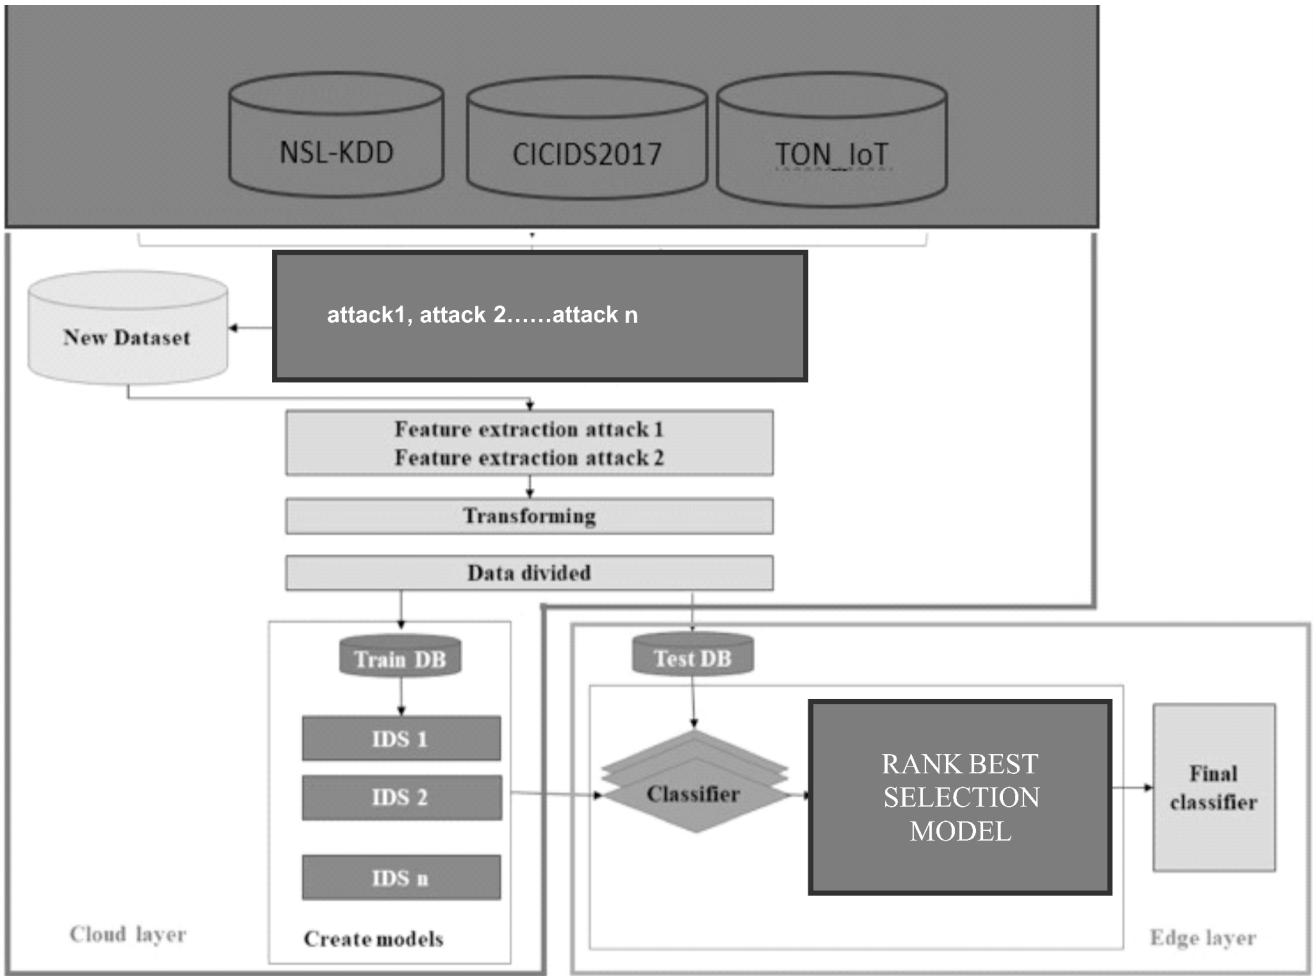 NSL-KDD
CICIDS2017
TON_IoT
attack1, attack 2......attack n
New Dataset
Feature extraction attack 1
Feature extraction attack 2
Transforming
Data divided
Train DB
Test DB
IDS 1
IDS 2
IDS n
Create models
Cloud layer
Classifier
RANK BEST
SELECTION
MODEL
Final
classifier
Edge layer